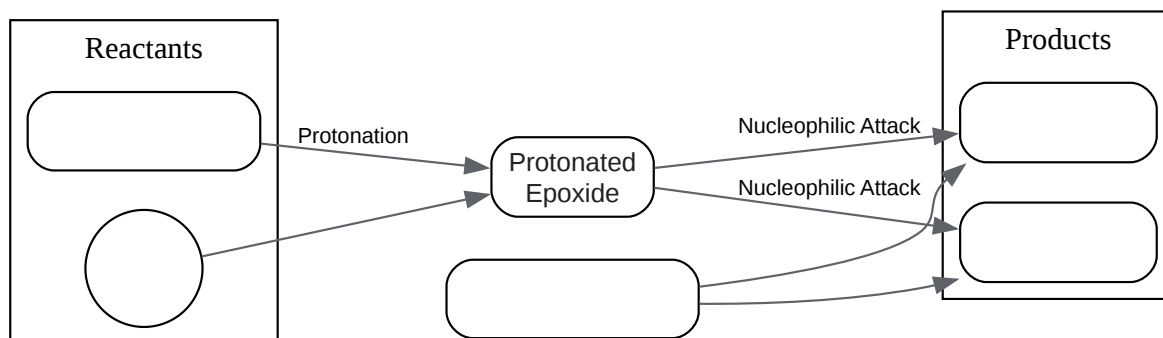 Reactants
Products
Protonation
Nucleophilic Attack
Protonated
Epoxide
Nucleophilic Attack